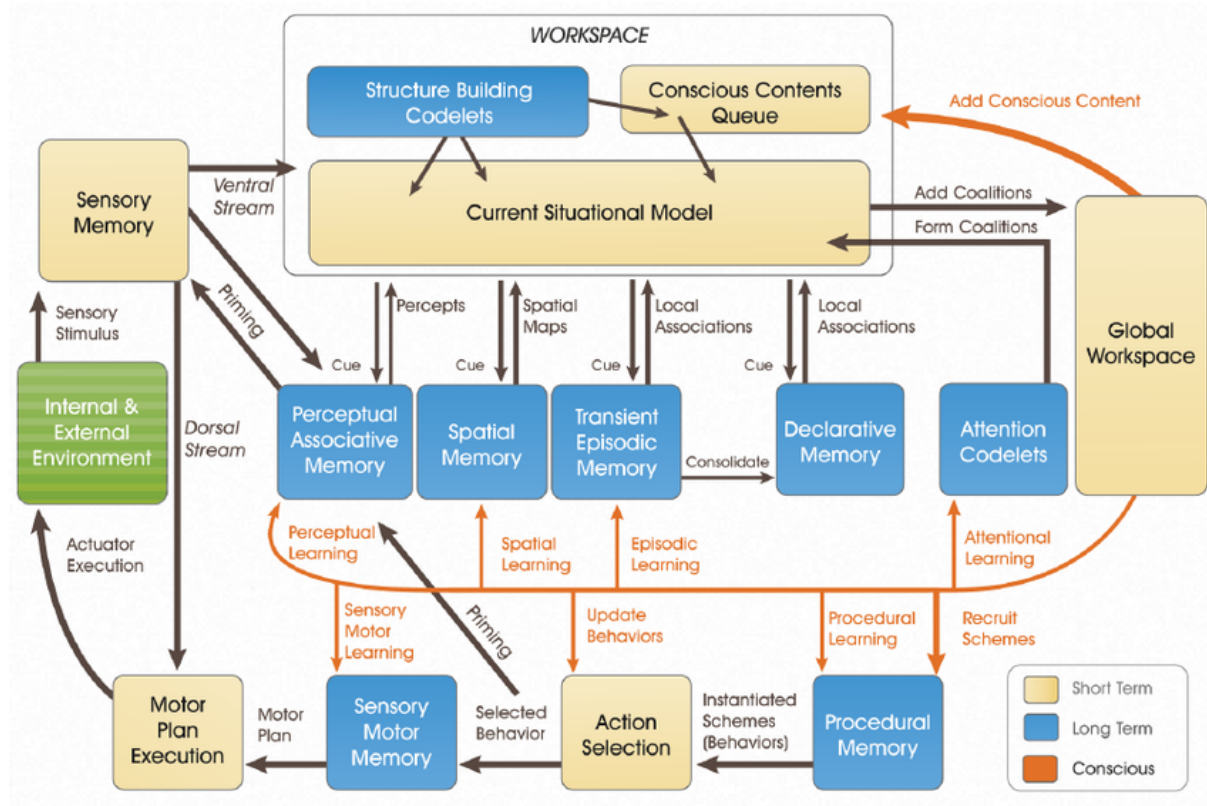 WORKSPACE
Structure Building
Codelets
Conscious Contents
Queue
Add Conscious Content
Sensory
Memory
Ventral
Stream
Current Situational Model
Add Coalitions
Form Coalitions
Global
Workspace
Sensory
Stimulus
Priming
Cue
Percepts
Cue
Spatial
Maps
Cue
Local
Associations
Cue
Local
Associations
Internal &
External
Environment
Dorsal
Stream
Perceptual
Associative
Memory
Spatial
Memory
Transient
Episodic
Memory
Consolidate
Declarative
Memory
Attention
Codelets
Actuator
Execution
Perceptual
Learning
Spatial
Learning
Episodic
Learning
Attentional
Learning
Sensory
Motor
Learning
Priming
Update
Behaviors
Procedural
Learning
Recruit
Schemes
Motor
Plan
Execution
Motor
Plan
Sensory
Motor
Memory
Selected
Behavior
Action
Selection
Instantiated
Schemes
(Behaviors)
Procedural
Memory
Short Term
Long Term
Conscious